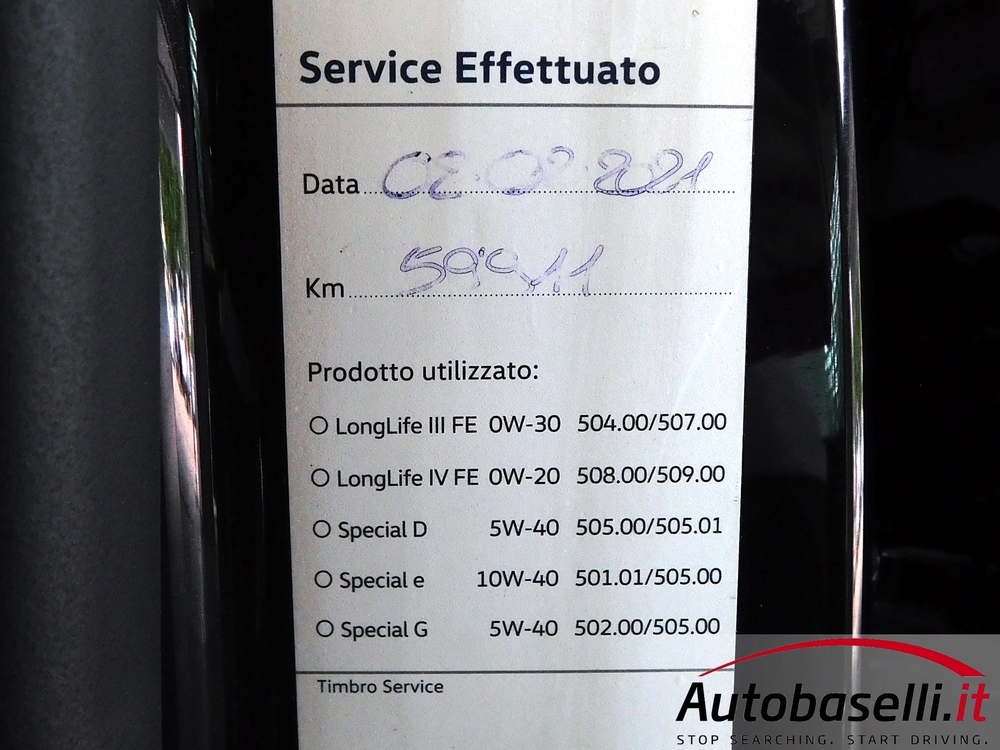 Service Effettuato
Data 02.02.2021
Km 59'911
Prodotto utilizzato:
LongLife III FE 0W-30 504.00/507.00
LongLife IV FE 0W-20 508.00/509.00
Special D 5W-40 505.00/505.01
Special e 10W-40 501.01/505.00
Special G 5W-40 502.00/505.00
Timbro Service
Autobaselli.it
STOP SEARCHING. START DRIVING.